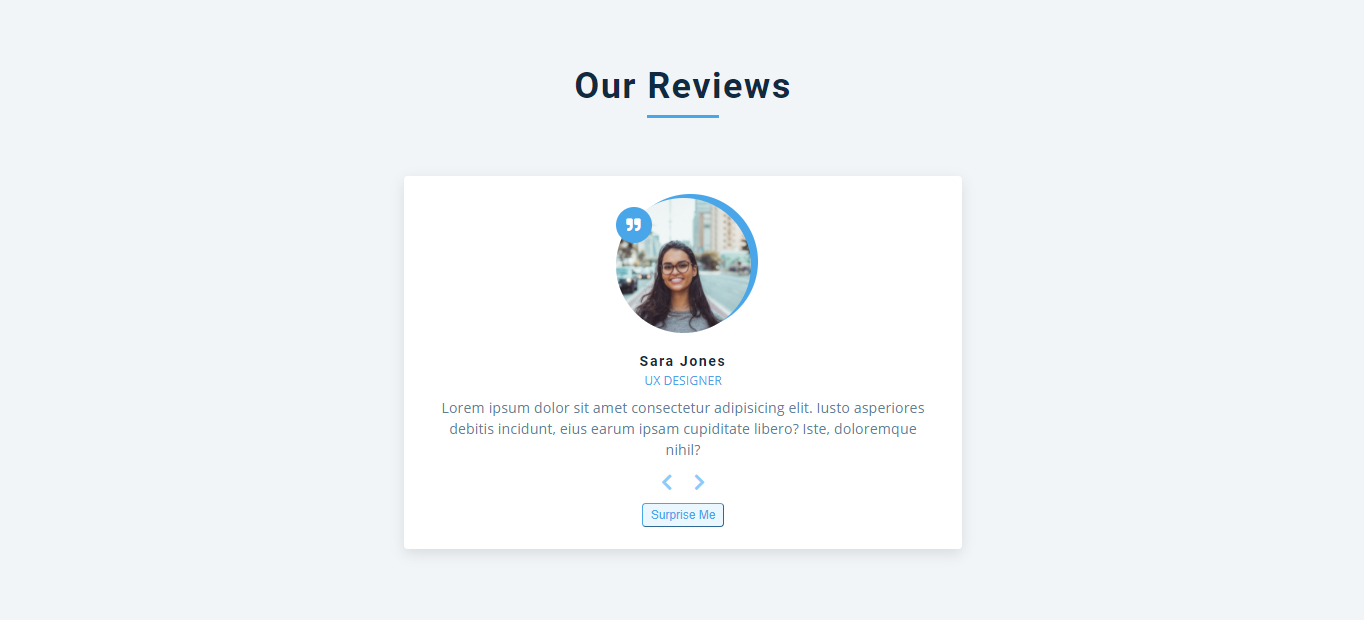 Our Reviews
Sara Jones
UX DESIGNER
Lorem ipsum dolor sit amet consectetur adipisicing elit. Iusto asperiores
debitis incidunt, eius earum ipsam cupiditate libero? Iste, doloremque
nihil?
Surprise Me